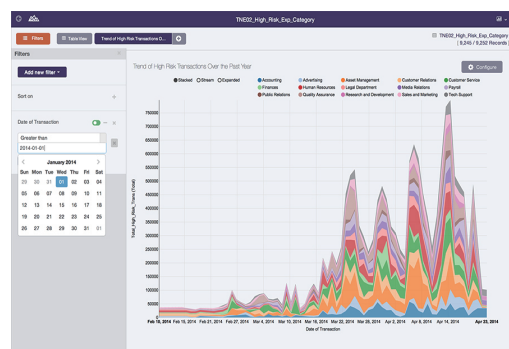 TNE02_High_Risk_Exp_Category
Filters
Table View
Trend of High Risk Transactions O...
TNE02_High_Risk_Exp_Category
| 9,245 / 9,252 Records |
Filters
Add new filter
Sort on
Date of Transaction
Greater than
2014-01-01
January 2014
Sun Mon Tue Wed Thu Fri Sat
29 30 31 01 02 03 04
05 06 07 08 09 10 11
12 13 14 15 16 17 18
19 20 21 22 23 24 25
26 27 28 29 30 31 01
Trend of High Risk Transactions Over the Past Year
Configure
Stacked Stream Expanded
Accounting Advertising Asset Management Customer Relations Customer Service
Finances Human Resources Legal Department Media Relations Payroll
Public Relations Quality Assurance Research and Development Sales and Marketing Tech Support
750000
700000
650000
600000
550000
500000
450000
400000
350000
300000
250000
200000
150000
100000
50000
Total_High_Risk_Trans (Total)
Feb 10, 2014 Feb 15, 2014 Feb 21, 2014 Feb 27, 2014 Mar 4, 2014 Mar 10, 2014 Mar 16, 2014 Mar 22, 2014 Mar 28, 2014 Apr 2, 2014 Apr 8, 2014 Apr 14, 2014 Apr 23, 2014
Date of Transaction